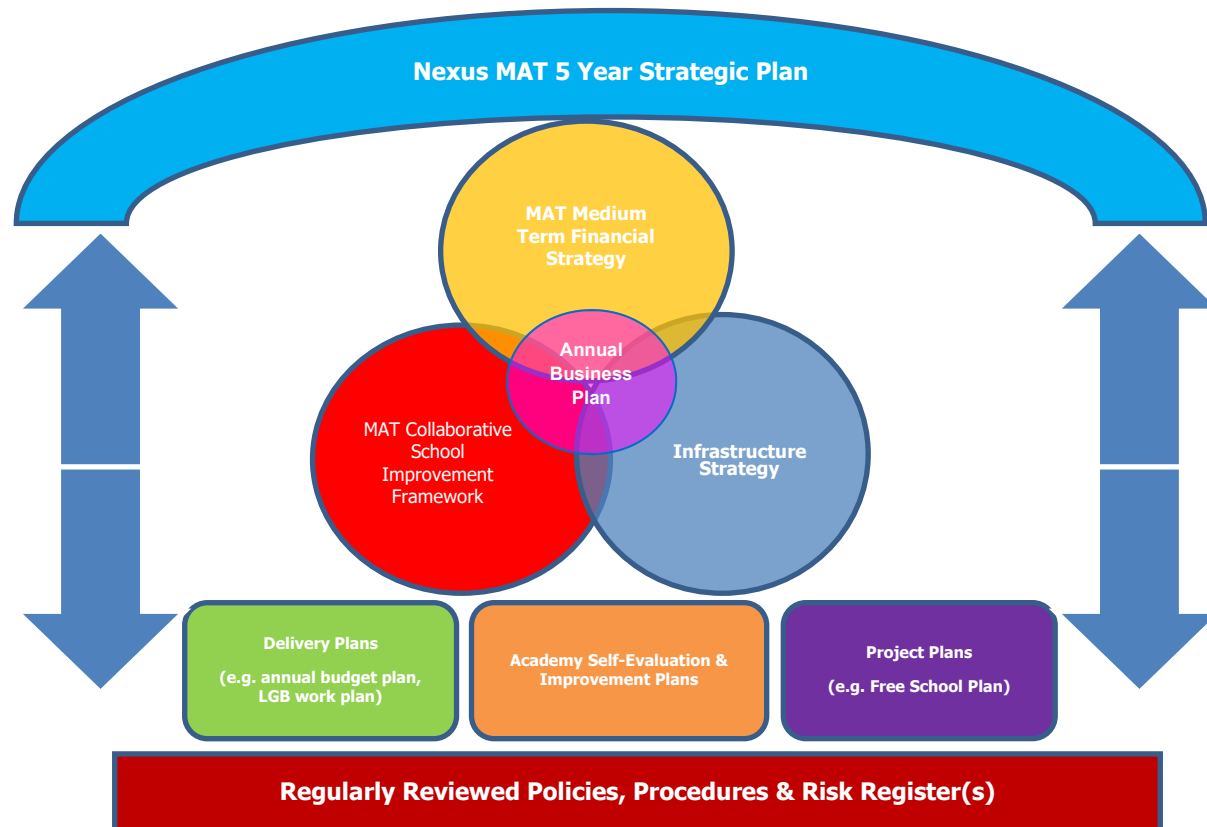 Nexus MAT 5 Year Strategic Plan
MAT Medium
Term Financial
Strategy
Annual
Business
Plan
MAT Collaborative
School
Improvement
Framework
Infrastructure
Strategy
Delivery Plans
(e.g. annual budget plan,
LGB work plan)
Academy Self-Evaluation &
Improvement Plans
Project Plans
(e.g. Free School Plan)
Regularly Reviewed Policies, Procedures & Risk Register(s)